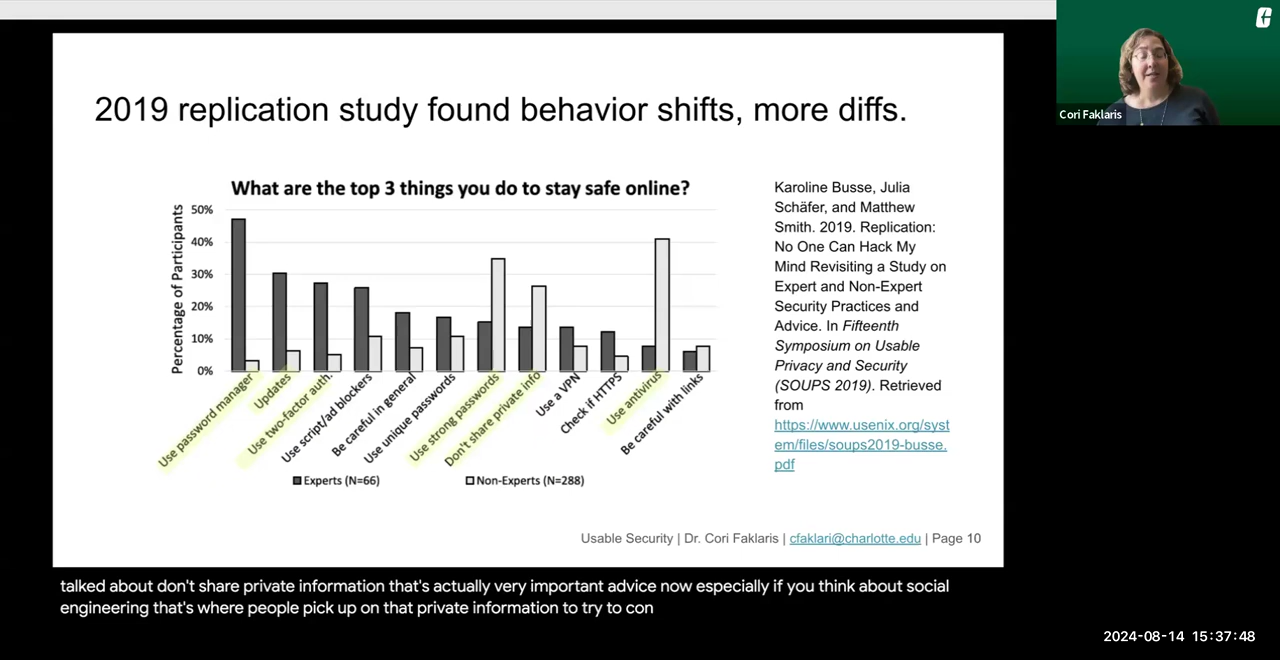 2019 replication study found behavior shifts, more diffs.
What are the top 3 things you do to stay safe online?
Percentage of Participants
50%
40%
30%
20%
10%
0%
Use password manager
Updates
Use two-factor auth.
Use script/ad blockers
Be careful in general
Use unique passwords
Use strong passwords
Don't share private info
Use a VPN
Check if HTTPS
Use antivirus
Be careful with links
Experts (N=66)
Non-Experts (N=288)
Karoline Busse, Julia
Schäfer, and Matthew
Smith. 2019. Replication:
No One Can Hack My
Mind Revisiting a Study on
Expert and Non-Expert
Security Practices and
Advice. In Fifteenth
Symposium on Usable
Privacy and Security
(SOUPS 2019). Retrieved
from
https://www.usenix.org/syst
em/files/soups2019-busse.
pdf
Usable Security | Dr. Cori Faklaris | cfaklari@charlotte.edu | Page 10
Cori Faklaris
talked about don't share private information that's actually very important advice now especially if you think about social
engineering that's where people pick up on that private information to try to con
2024-08-14 15:37:48